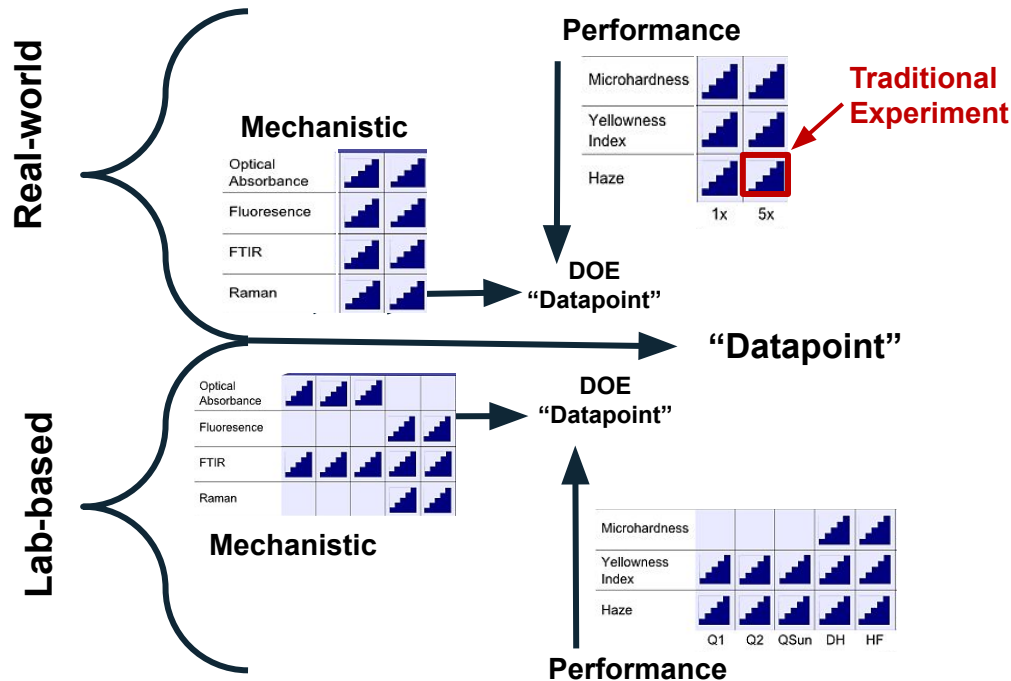 Real-world
Performance
Microhardness
Yellowness
Index
Haze
1x 5x
Traditional
Experiment
Mechanistic
Optical
Absorbance
Fluoresence
FTIR
Raman
DOE
“Datapoint”
“Datapoint”
Lab-based
Optical
Absorbance
Fluoresence
FTIR
Raman
Mechanistic
DOE
“Datapoint”
Microhardness
Yellowness
Index
Haze
Q1 Q2 QSun DH HF
Performance